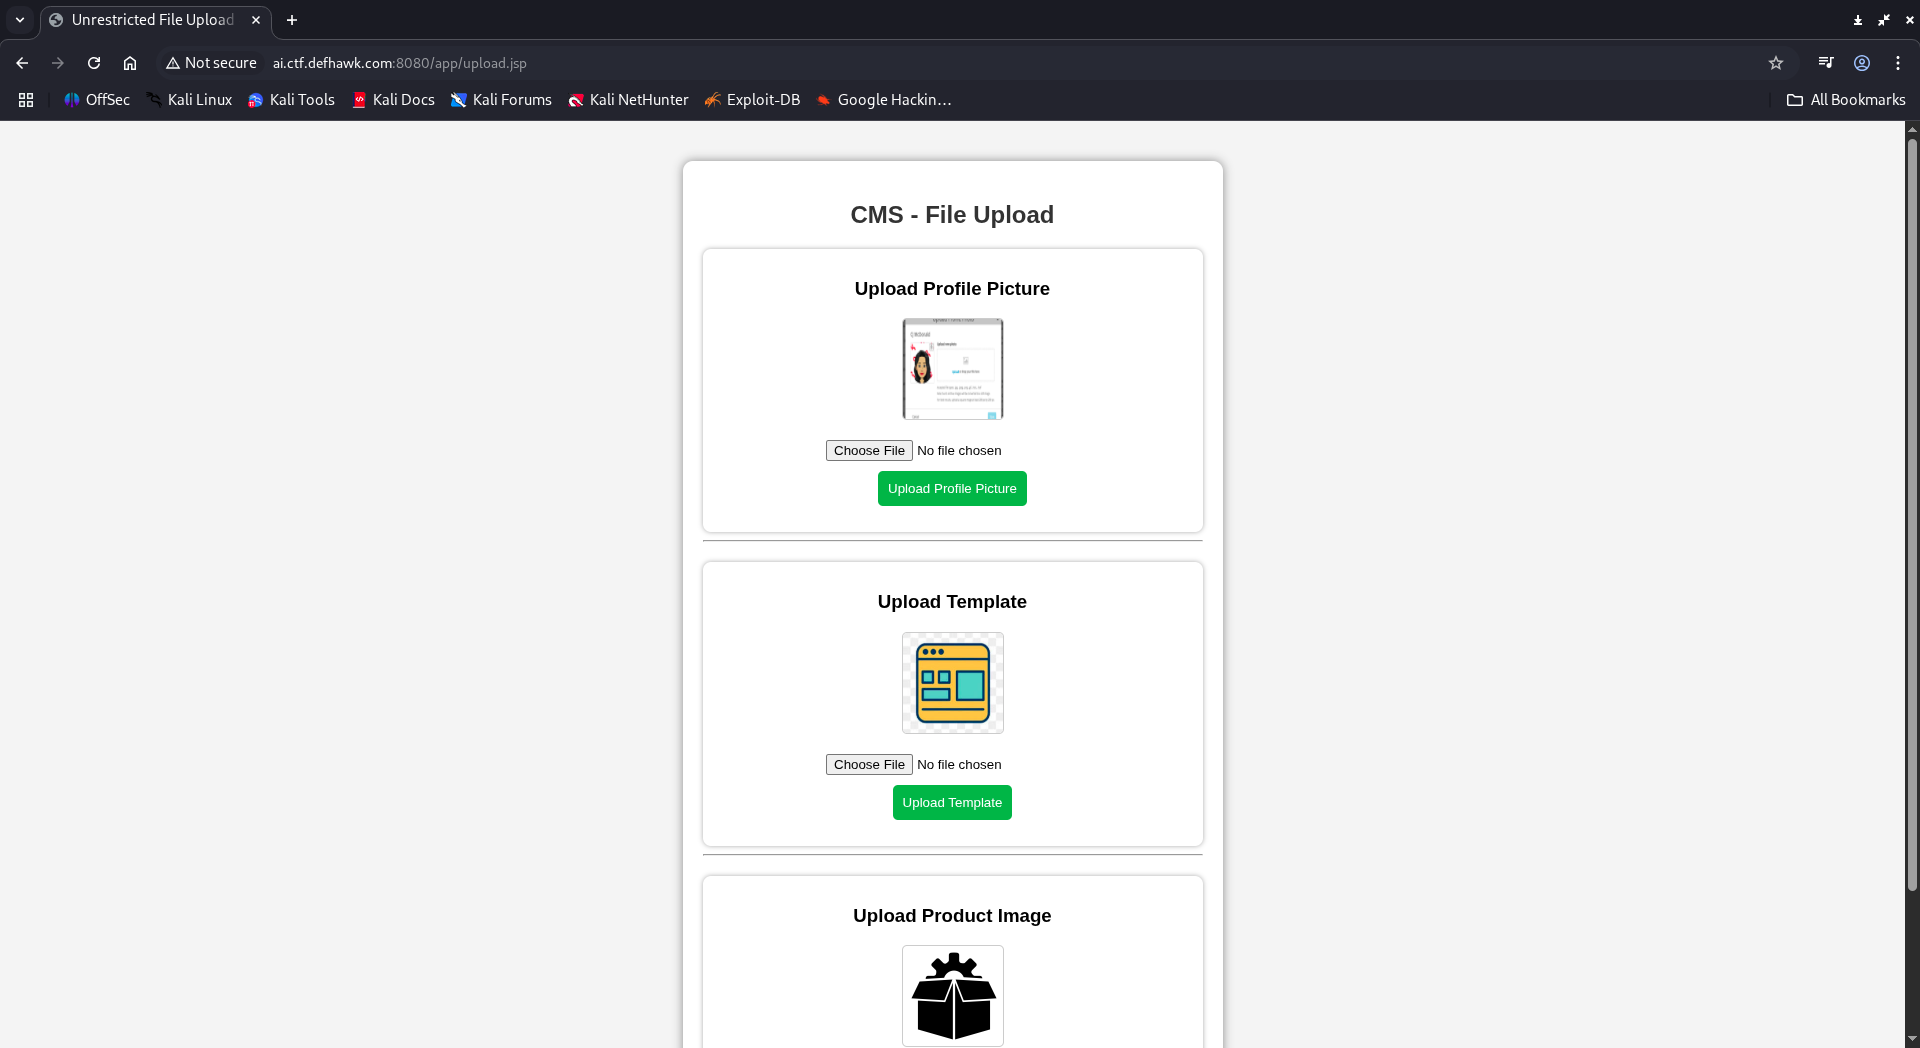 Unrestricted File Upload
Not secure ai.ctf.defhawk.com:8080/app/upload.jsp
OffSec Kali Linux Kali Tools Kali Docs Kali Forums Kali NetHunter Exploit-DB Google Hackin… All Bookmarks
CMS - File Upload
Upload Profile Picture
Choose File No file chosen
Upload Profile Picture
Upload Template
Choose File No file chosen
Upload Template
Upload Product Image